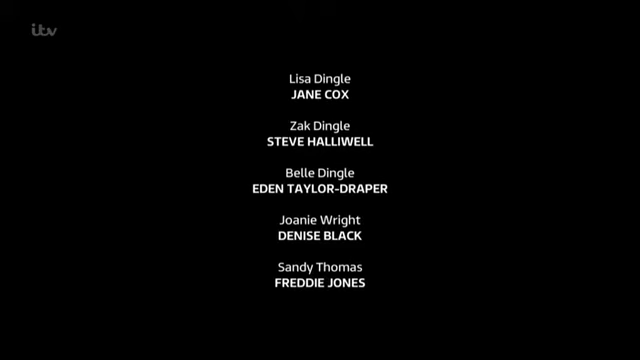 itv
Lisa Dingle
JANE COX
Zak Dingle
STEVE HALLIWELL
Belle Dingle
EDEN TAYLOR-DRAPER
Joanie Wright
DENISE BLACK
Sandy Thomas
FREDDIE JONES